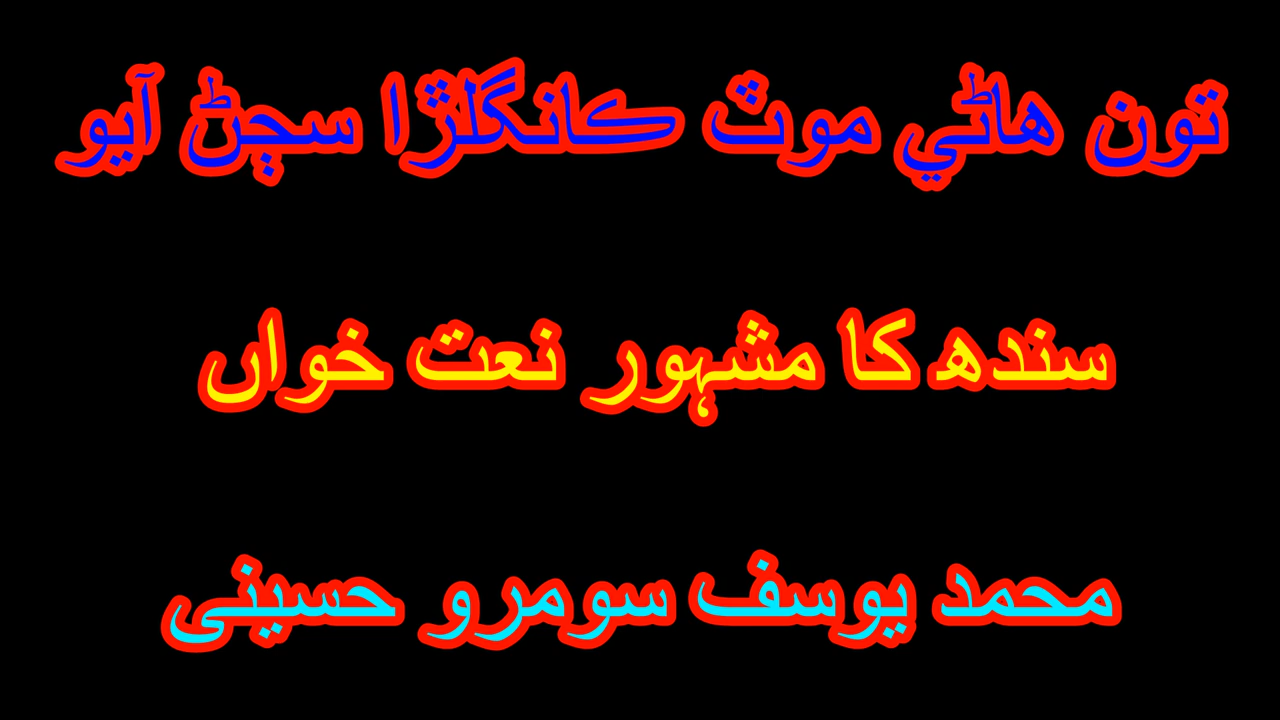 تون هاڻي موٽ ڪانگلڙا سڄڻ آيو
سندھ کا مشہور نعت خواں
محمد یوسف سومرو حسینی